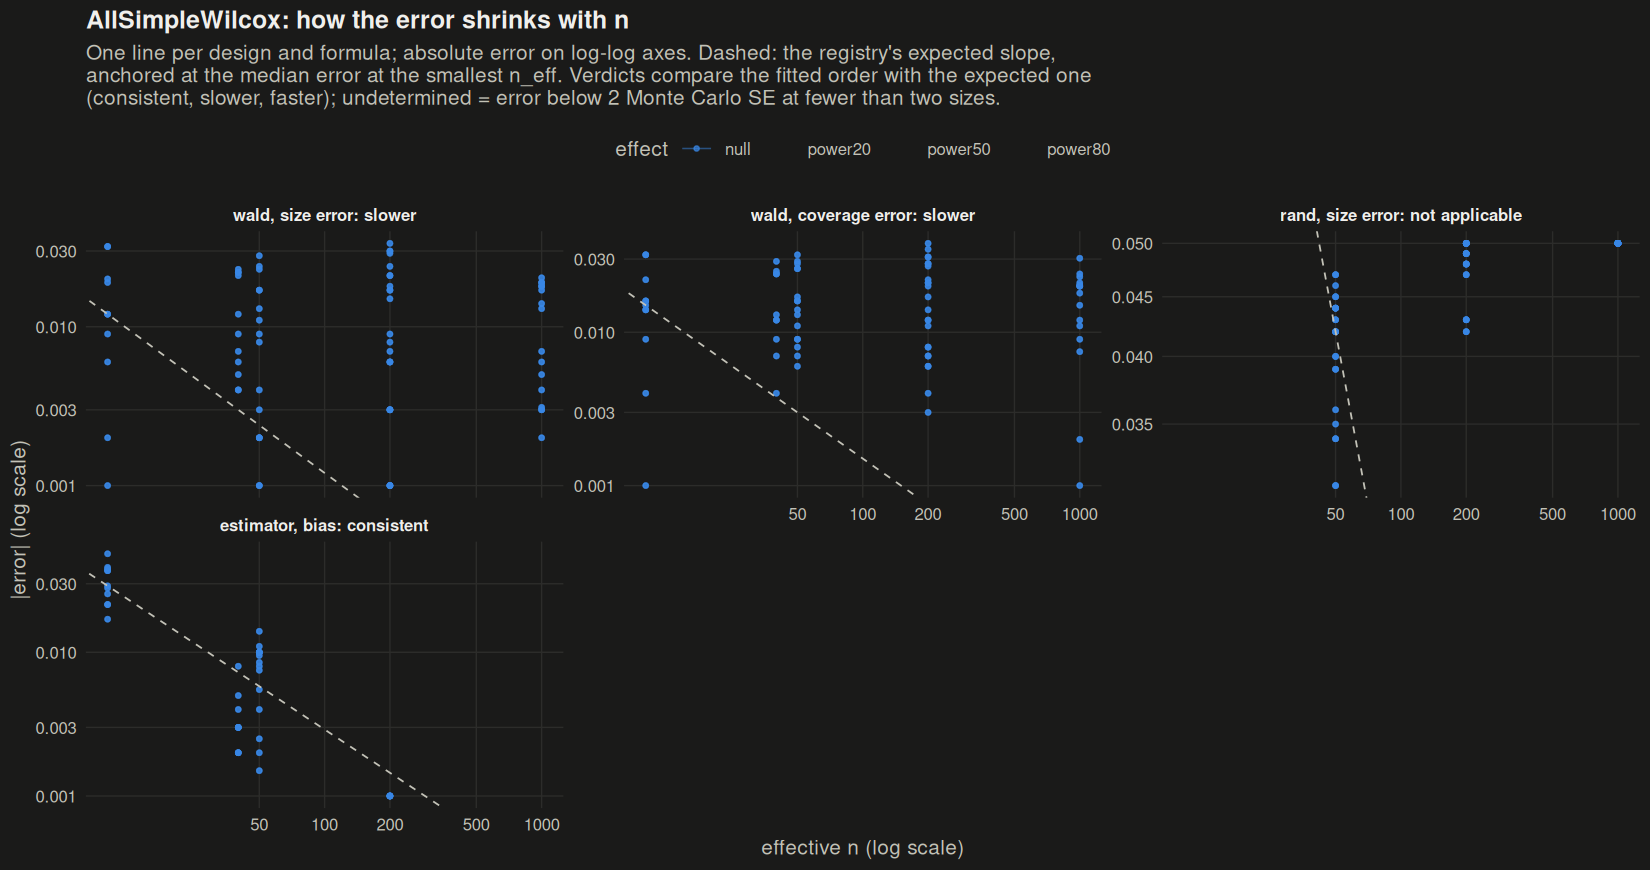 AllSimpleWilcox: how the error shrinks with n
One line per design and formula; absolute error on log-log axes. Dashed: the registry's expected slope,
anchored at the median error at the smallest n_eff. Verdicts compare the fitted order with the expected one
(consistent, slower, faster); undetermined = error below 2 Monte Carlo SE at fewer than two sizes.
effect null power20 power50 power80
wald, size error: slower
0.030
0.010
0.003
0.001
wald, coverage error: slower
0.030
0.010
0.003
0.001
50 100 200 500 1000
rand, size error: not applicable
0.050
0.045
0.040
0.035
50 100 200 500 1000
estimator, bias: consistent
0.030
0.010
0.003
0.001
50 100 200 500 1000
|error| (log scale)
effective n (log scale)